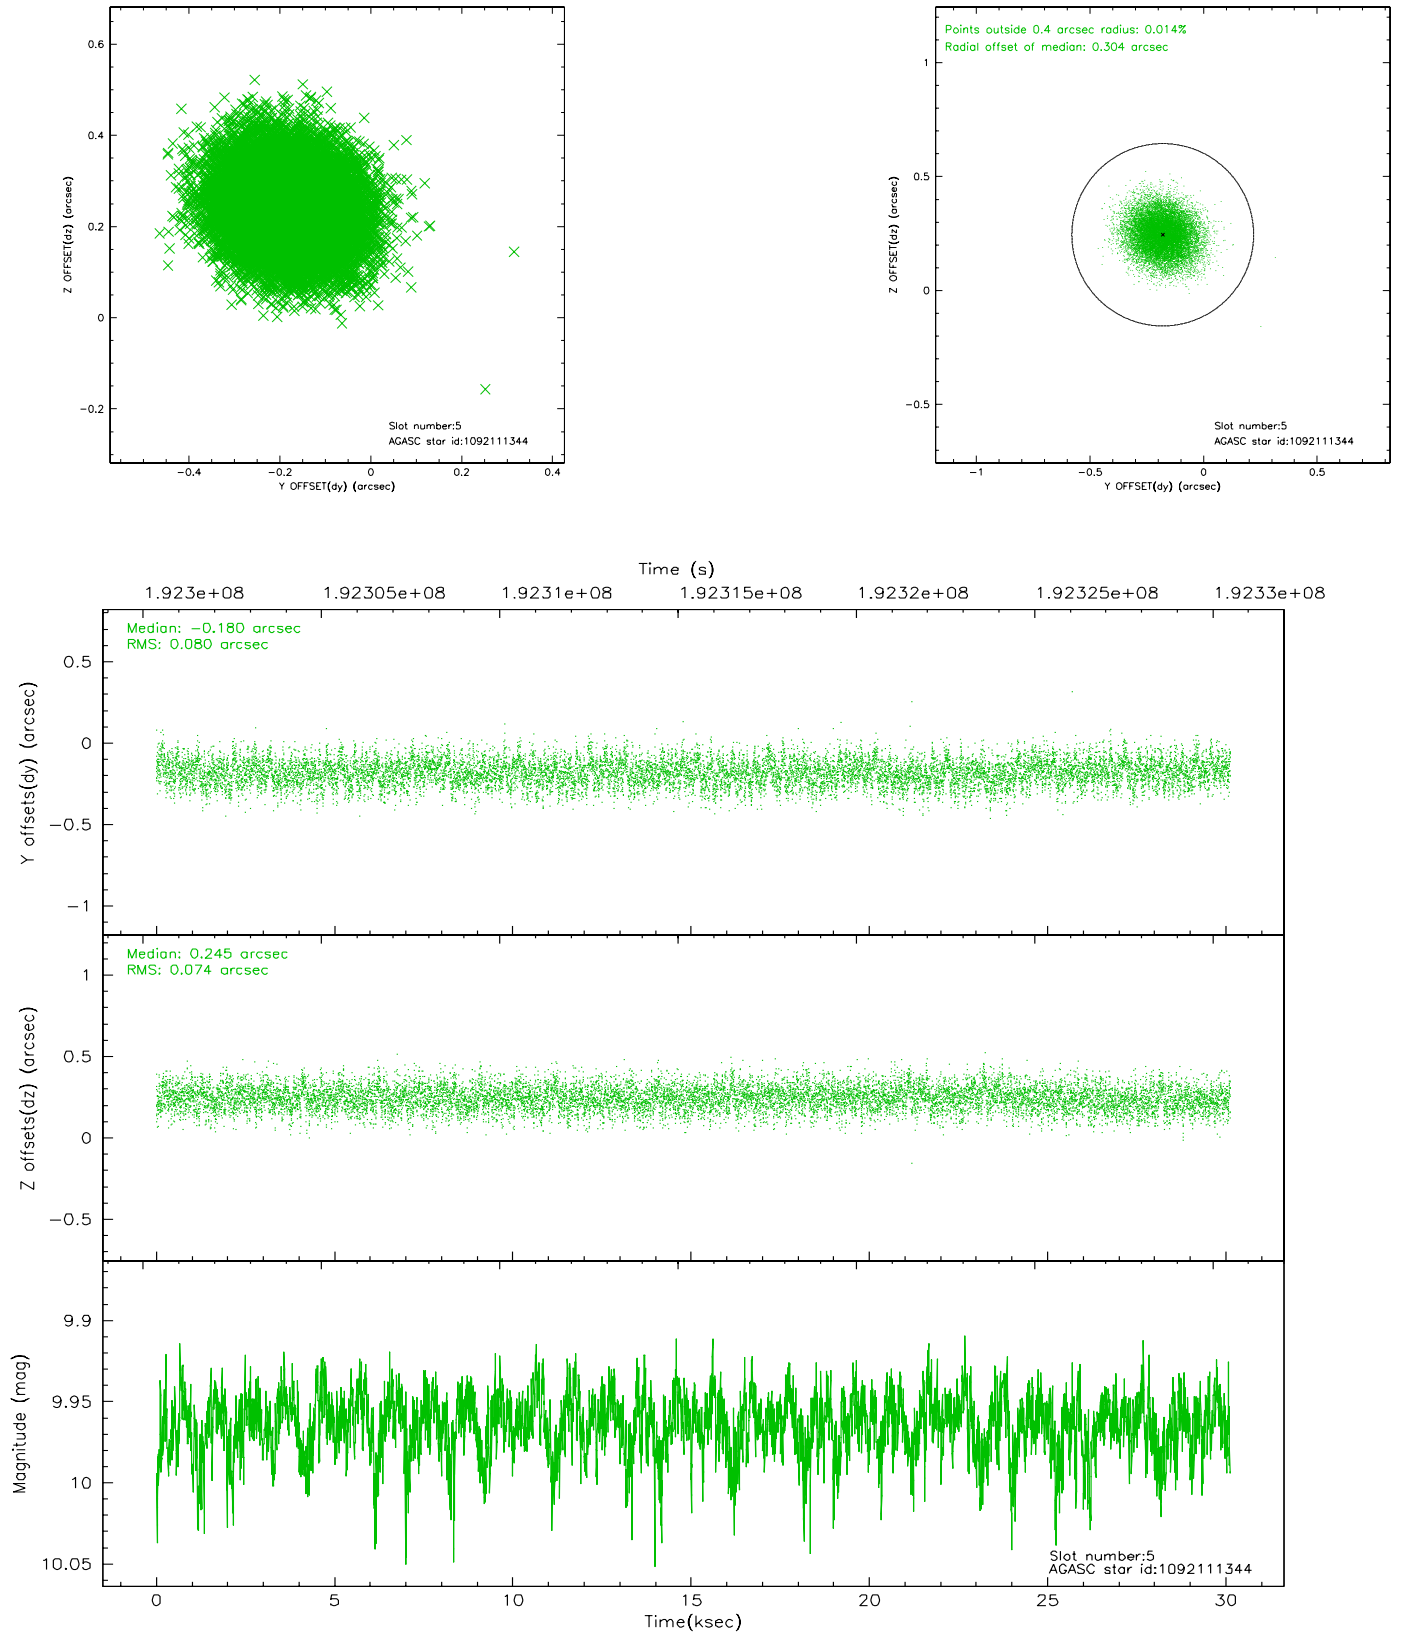 0.6
0.4
0.2
0
−0.2
Z OFFSET(dz) (arcsec)
Slot number:5
AGASC star id:1092111344
−0.4 −0.2 0 0.2 0.4
Y OFFSET(dy) (arcsec)
Points outside 0.4 arcsec radius: 0.014%
Radial offset of median: 0.304 arcsec
1
0.5
0
−0.5
Z OFFSET(dz) (arcsec)
Slot number:5
AGASC star id:1092111344
−1 −0.5 0 0.5
Y OFFSET(dy) (arcsec)
Time (s)
1.923e+08 1.92305e+08 1.9231e+08 1.92315e+08 1.9232e+08 1.92325e+08 1.9233e+08
Median: −0.180 arcsec
RMS: 0.080 arcsec
0.5
0
−0.5
−1
Y offsets(dy) (arcsec)
Median: 0.245 arcsec
RMS: 0.074 arcsec
1
0.5
0
−0.5
Z offsets(dz) (arcsec)
9.9
9.95
10
10.05
Magnitude (mag)
Slot number:5
AGASC star id:1092111344
0 5 10 15 20 25 30
Time(ksec)